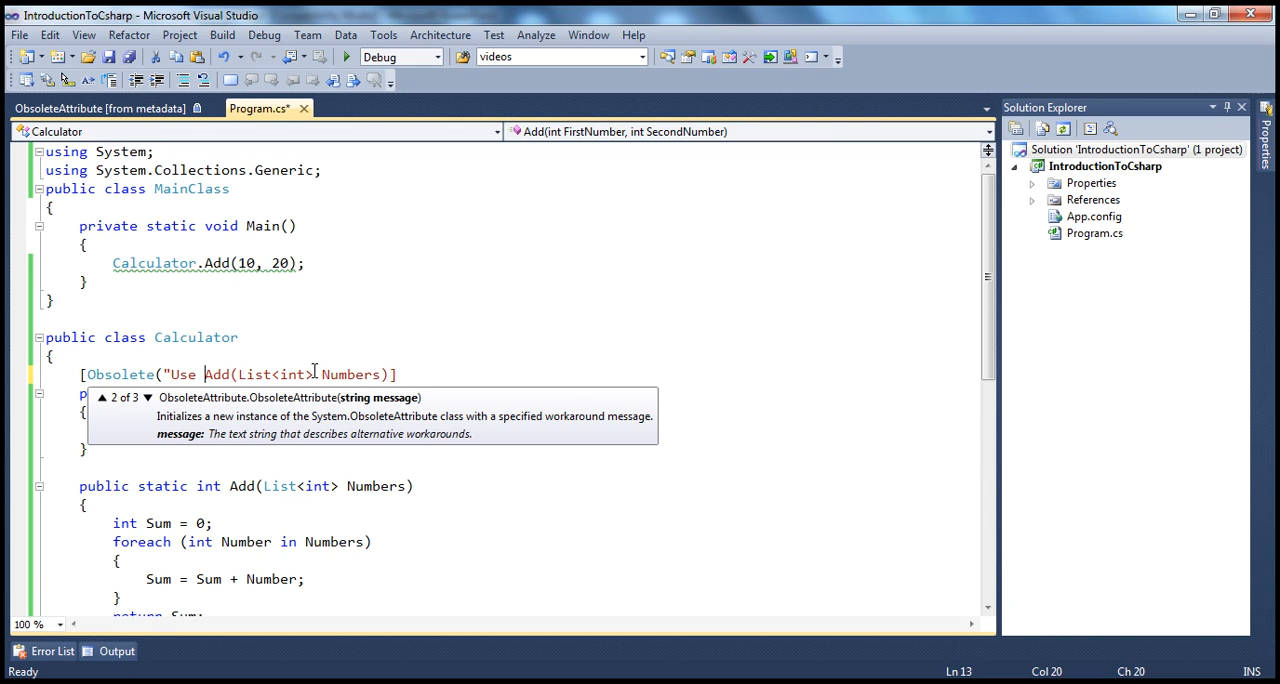 IntroductionToCsharp - Microsoft Visual Studio
File Edit View Refactor Project Build Debug Team Data Tools Architecture Test Analyze Window Help
Debug videos
ObsoleteAttribute [from metadata] Program.cs*
Calculator Add(int FirstNumber, int SecondNumber)
using System;
using System.Collections.Generic;
public class MainClass
{
private static void Main()
{
Calculator.Add(10, 20);
}
}
public class Calculator
{
[Obsolete("Use Add(List<int> Numbers)]
p
2 of 3 ObsoleteAttribute.ObsoleteAttribute(string message)
{
Initializes a new instance of the System.ObsoleteAttribute class with a specified workaround message.
message: The text string that describes alternative workarounds.
}
public static int Add(List<int> Numbers)
{
int Sum = 0;
foreach (int Number in Numbers)
{
Sum = Sum + Number;
}
return Sum;
100 %
Solution Explorer
Solution 'IntroductionToCsharp' (1 project)
IntroductionToCsharp
Properties
References
App.config
Program.cs
Properties
Error List Output
Ready Ln 13 Col 20 Ch 20 INS